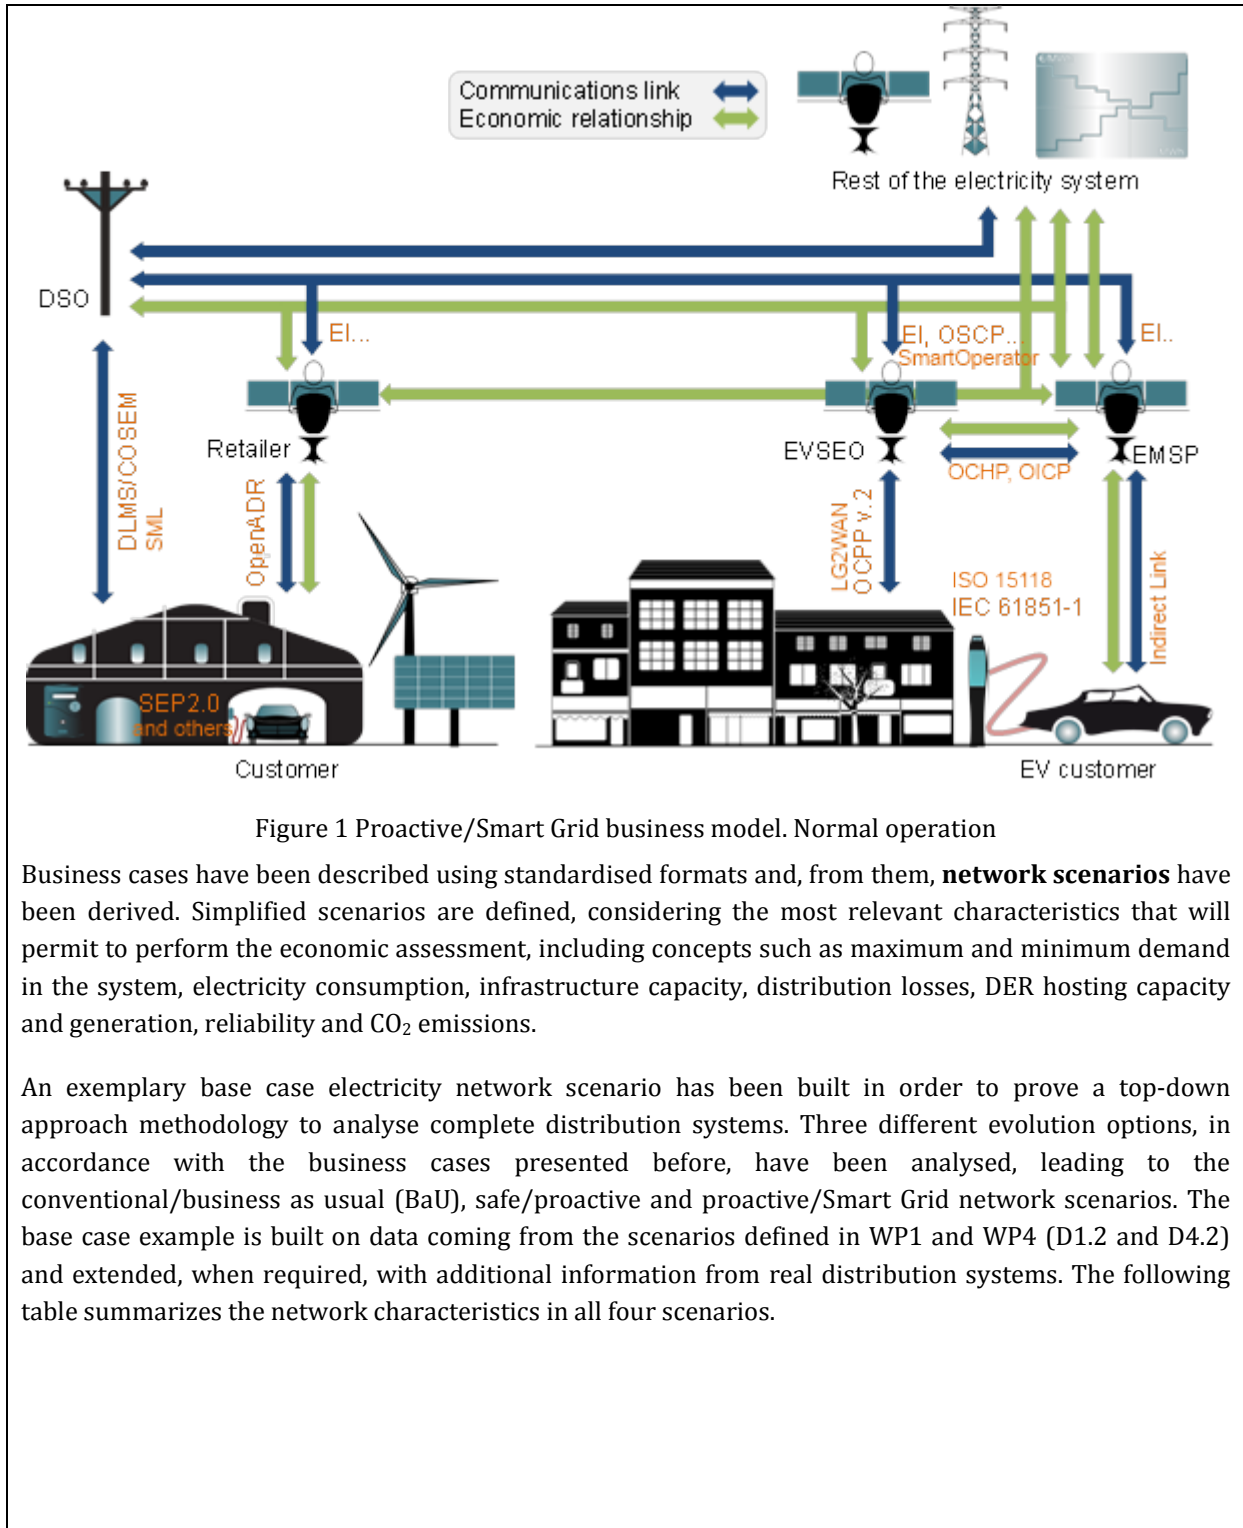 Communications link
Economic relationship
Rest of the electricity system
DSO
EI...
EI, OSCP...
SmartOperator
EI..
Retailer
EVSEO
EMSP
OCHP, OICP
DLMS/COSEM
SML
OpenADR
LG2WAN
OCPP v.2
ISO 15118
IEC 61851-1
Indirect Link
SEP2.0
and others
Customer
EV customer
Figure 1 Proactive/Smart Grid business model. Normal operation
Business cases have been described using standardised formats and, from them, network scenarios have
been derived. Simplified scenarios are defined, considering the most relevant characteristics that will
permit to perform the economic assessment, including concepts such as maximum and minimum demand
in the system, electricity consumption, infrastructure capacity, distribution losses, DER hosting capacity
and generation, reliability and CO₂ emissions.
An exemplary base case electricity network scenario has been built in order to prove a top-down
approach methodology to analyse complete distribution systems. Three different evolution options, in
accordance with the business cases presented before, have been analysed, leading to the
conventional/business as usual (BaU), safe/proactive and proactive/Smart Grid network scenarios. The
base case example is built on data coming from the scenarios defined in WP1 and WP4 (D1.2 and D4.2)
and extended, when required, with additional information from real distribution systems. The following
table summarizes the network characteristics in all four scenarios.